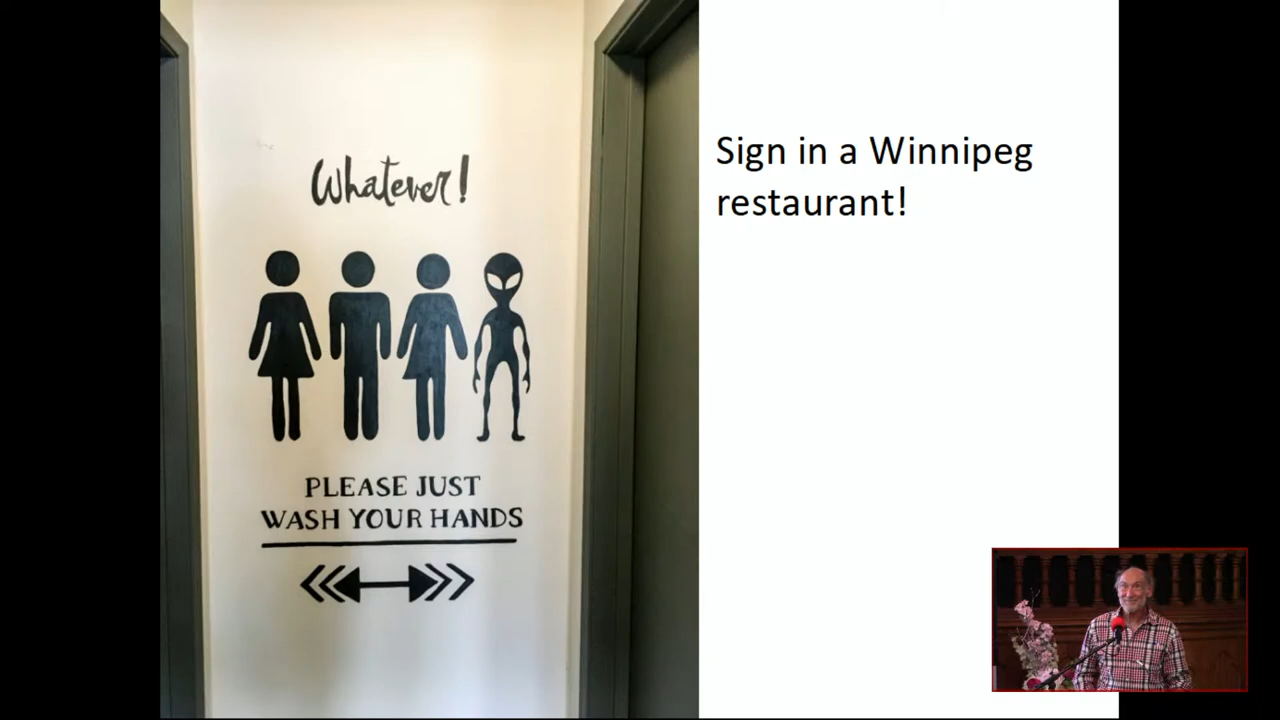 Whatever!
PLEASE JUST
WASH YOUR HANDS
Sign in a Winnipeg
restaurant!